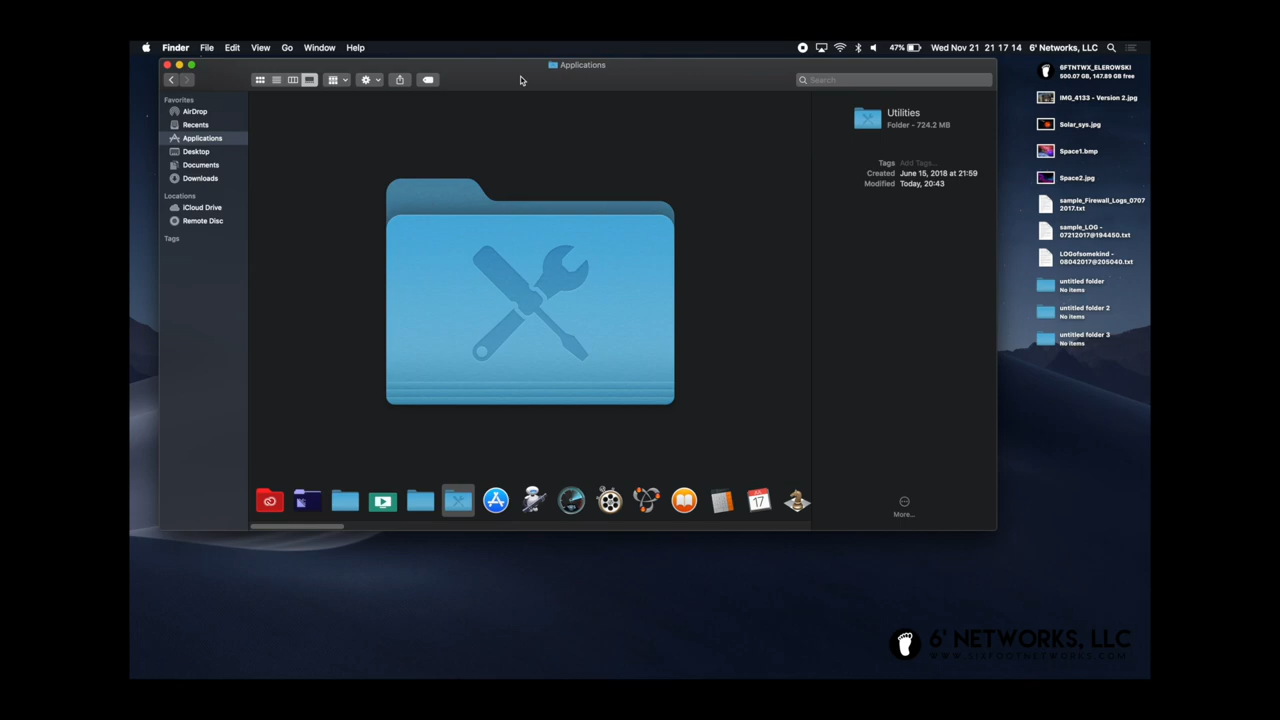 Finder File Edit View Go Window Help
47% Wed Nov 21 21 17 14 6' Networks, LLC
Applications
Search
Favorites
AirDrop
Recents
Applications
Desktop
Documents
Downloads
Locations
iCloud Drive
Remote Disc
Tags
Utilities
Folder - 724.2 MB
Tags Add Tags...
Created June 15, 2018 at 21:59
Modified Today, 20:43
More...
JUL
17
6FTNTWX_ELEROWSKI
500.07 GB, 147.89 GB free
IMG_4133 - Version 2.jpg
Solar_sys.jpg
Space1.bmp
Space2.jpg
sample_Firewall_Logs_0707
2017.txt
sample_LOG -
07212017@194450.txt
LOGofsomekind -
08042017@205040.txt
untitled folder
No items
untitled folder 2
No items
untitled folder 3
No items
6' NETWORKS, LLC
WWW.SIXFOOTNETWORKS.COM